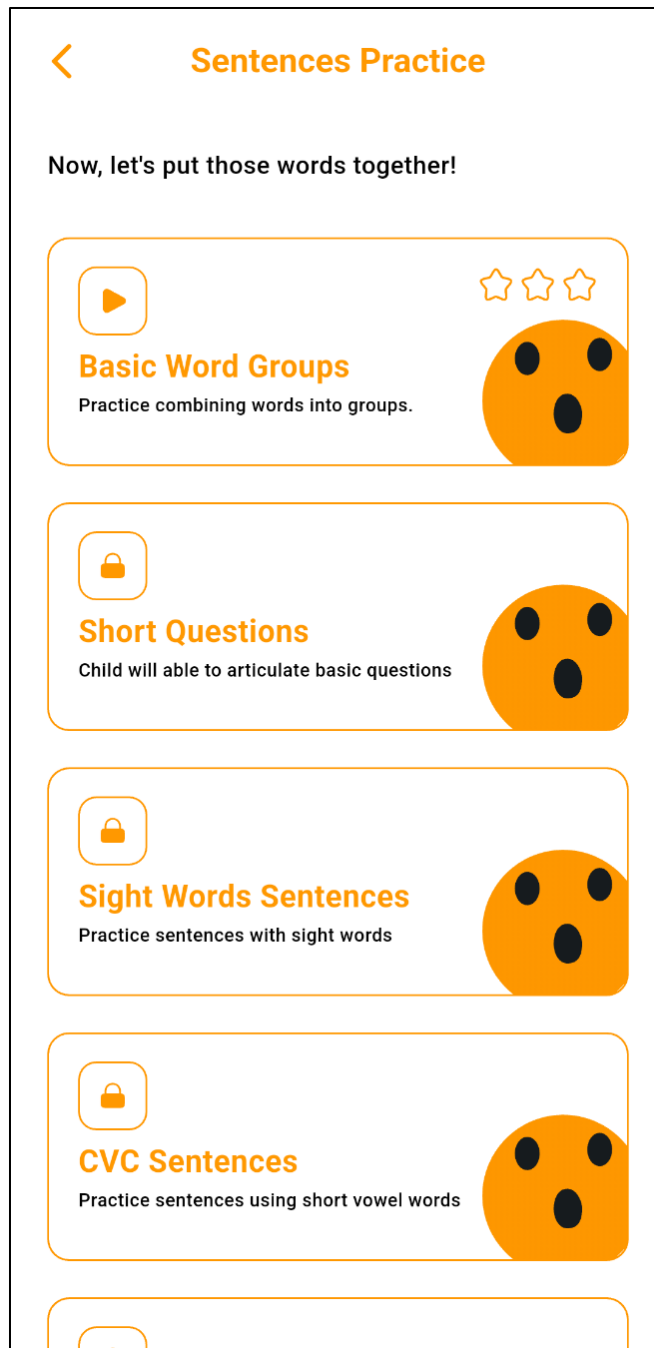 Sentences Practice
Now, let's put those words together!
Basic Word Groups
Practice combining words into groups.
Short Questions
Child will able to articulate basic questions
Sight Words Sentences
Practice sentences with sight words
CVC Sentences
Practice sentences using short vowel words